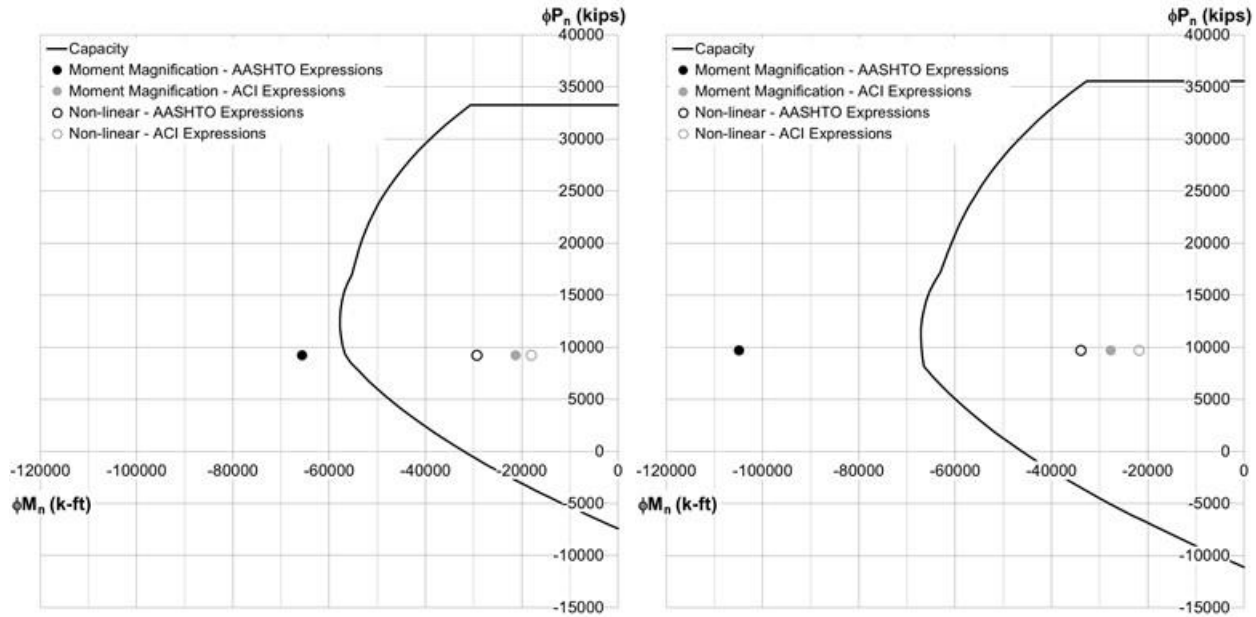 ϕPn (kips)
40000
Capacity
Moment Magnification - AASHTO Expressions
35000
Moment Magnification - ACI Expressions
Non-linear - AASHTO Expressions
30000
Non-linear - ACI Expressions
25000
20000
15000
10000
5000
0
-120000 -100000 -80000 -60000 -40000 -20000 0
ϕMn (k-ft)
-5000
-10000
-15000
ϕPn (kips)
40000
Capacity
Moment Magnification - AASHTO Expressions
35000
Moment Magnification - ACI Expressions
Non-linear - AASHTO Expressions
30000
Non-linear - ACI Expressions
25000
20000
15000
10000
5000
0
-120000 -100000 -80000 -60000 -40000 -20000 0
ϕMn (k-ft)
-5000
-10000
-15000